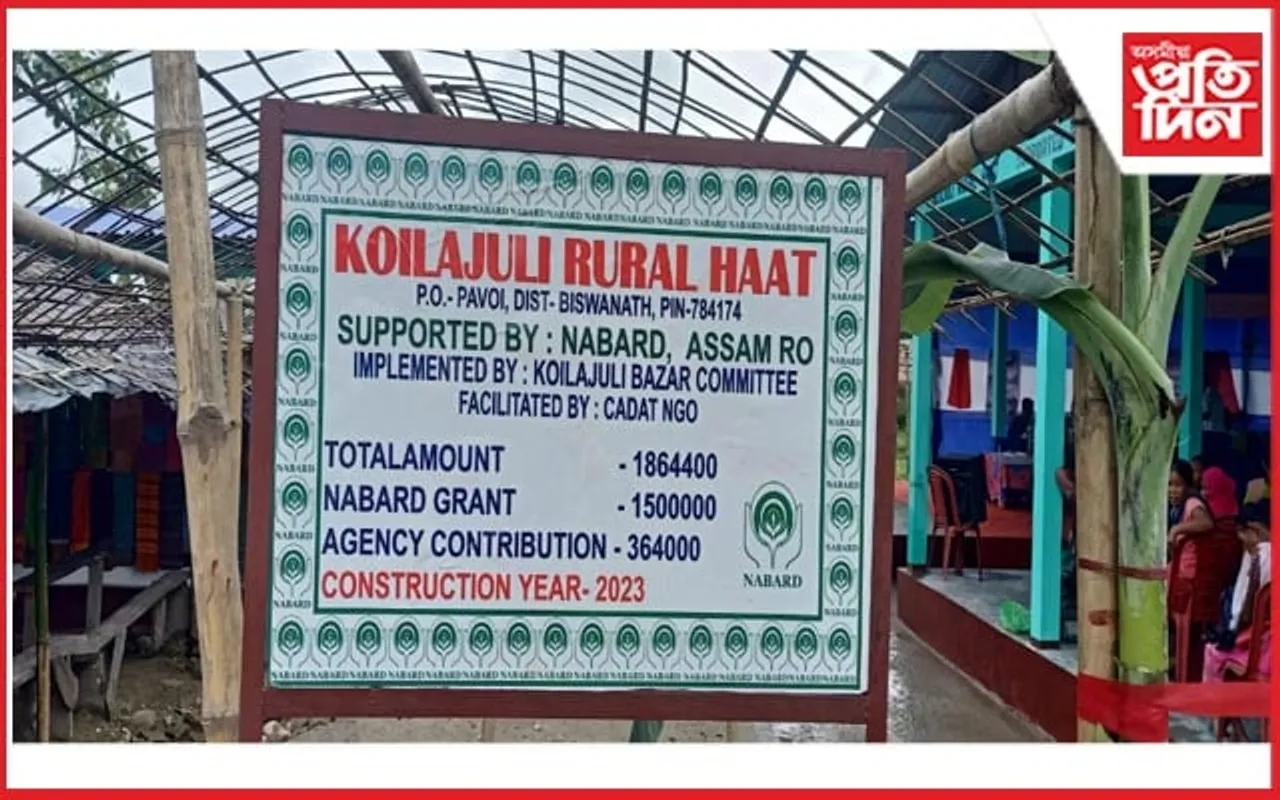 অসমীয়া
প্ৰতি
দিন
KOILAJULI RURAL HAAT
P.O.- PAVOI, DIST- BISWANATH, PIN-784174
SUPPORTED BY : NABARD, ASSAM RO
IMPLEMENTED BY : KOILAJULI BAZAR COMMITTEE
FACILITATED BY : CADAT NGO
TOTALAMOUNT - 1864400
NABARD GRANT - 1500000
AGENCY CONTRIBUTION - 364000
CONSTRUCTION YEAR- 2023
NABARD